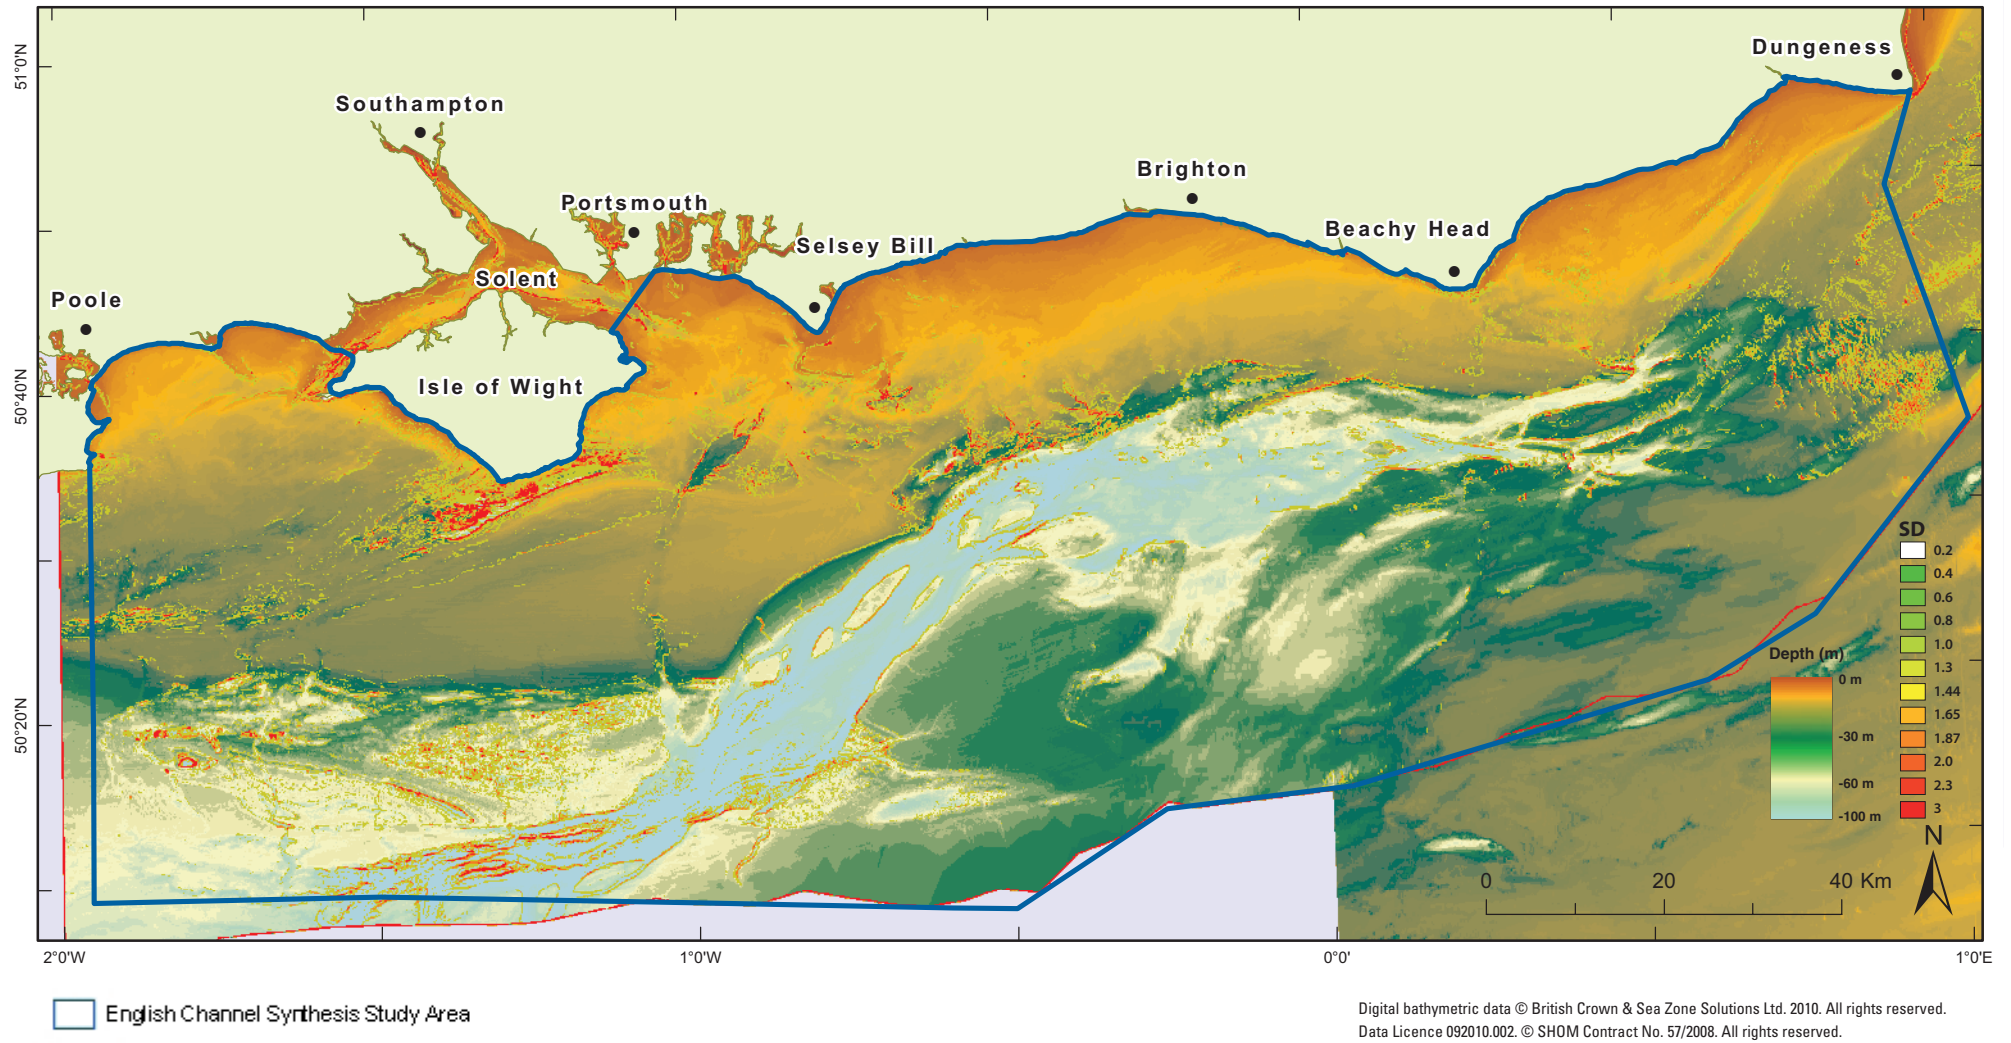 Dungeness
51°0'N
Southampton
Brighton
Portsmouth
Beachy Head
Selsey Bill
Solent
Poole
Isle of Wight
50°40'N
SD
0.2
0.4
0.6
0.8
1.0
1.3
1.44
1.65
1.87
2.0
2.3
3
Depth (m)
0 m
-30 m
-60 m
-100 m
50°20'N
N
0 20 40 Km
2°0'W 1°0'W 0°0' 1°0'E
English Channel Synthesis Study Area
Digital bathymetric data © British Crown & Sea Zone Solutions Ltd. 2010. All rights reserved.
Data Licence 092010.002. © SHOM Contract No. 57/2008. All rights reserved.